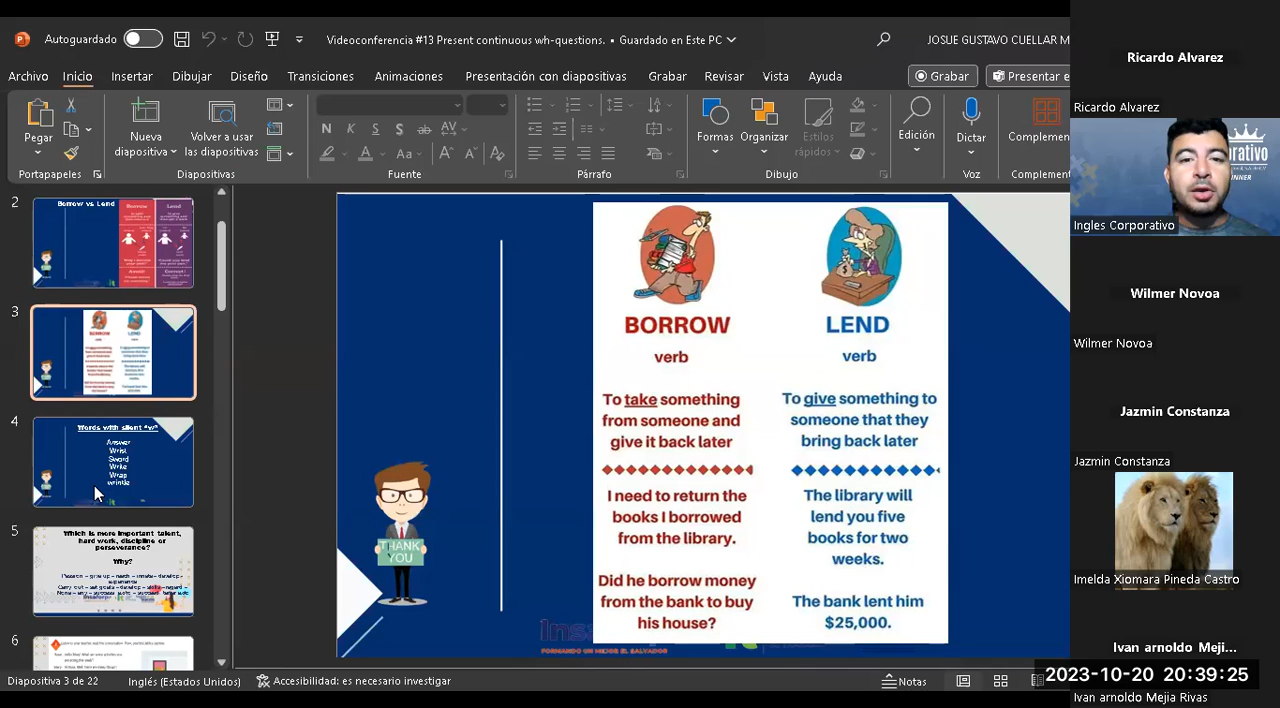 Autoguardado
Videoconferencia #13 Present continuous wh-questions. • Guardado en Este PC
JOSUE GUSTAVO CUELLAR M
Archivo Inicio Insertar Dibujar Diseño Transiciones Animaciones Presentación con diapositivas Grabar Revisar Vista Ayuda
Grabar
Presentar e
Pegar
Nueva
diapositiva
Volver a usar
las diapositivas
Formas
Organizar
Estilos
rápidos
Edición
Dictar
Complemen
Portapapeles
Diapositivas
Fuente
Párrafo
Dibujo
Voz
Complement
2
Borrow vs Lend
Borrow
Lend
3
BORROW
LEND
4
Words with silent "w"
Answer
Wrist
Sword
Write
Wrap
wrinkle
5
Which is more important talent,
hard work, discipline or
perseverance?
Why?
6
BORROW
verb
To take something
from someone and
give it back later
I need to return the
books I borrowed
from the library.
Did he borrow money
from the bank to buy
his house?
LEND
verb
To give something to
someone that they
bring back later
The library will
lend you five
books for two
weeks.
The bank lent him
$25,000.
THANK
YOU
FORMANDO UN MEJOR EL SALVADOR
Diapositiva 3 de 22
Inglés (Estados Unidos)
Accesibilidad: es necesario investigar
Notas
Ricardo Alvarez
Ricardo Alvarez
Ingles Corporativo
Wilmer Novoa
Wilmer Novoa
Jazmin Constanza
Jazmin Constanza
Imelda Xiomara Pineda Castro
Ivan arnoldo Meji...
2023-10-20 20:39:25
Ivan arnoldo Mejia Rivas